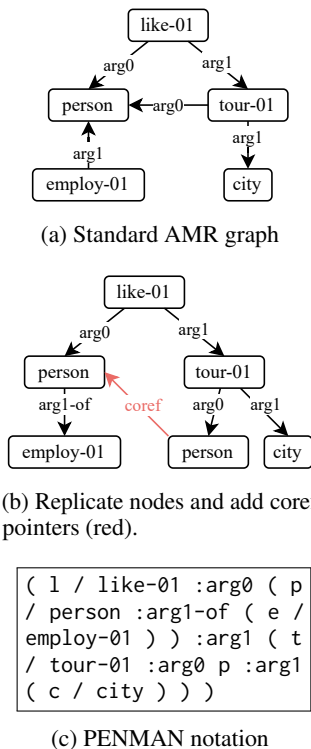 like-01
arg0 arg1
person arg0 tour-01
arg1 arg1
employ-01 city
(a) Standard AMR graph
like-01
arg0 arg1
person tour-01
arg1-of coref arg0 arg1
employ-01 person city
(b) Replicate nodes and add coref
pointers (red).
( l / like-01 :arg0 ( p
/ person :arg1-of ( e /
employ-01 ) ) :arg1 ( t
/ tour-01 :arg0 p :arg1
( c / city ) ) )
(c) PENMAN notation